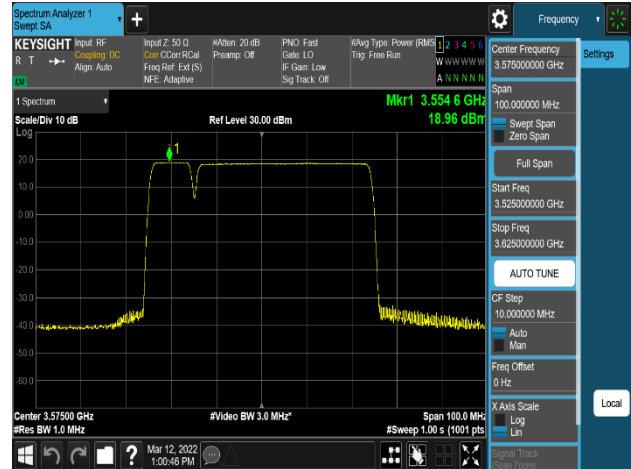 Spectrum Analyzer 1
Swept SA
Frequency
KEYSIGHT
R T
LV
Input: RF
Coupling: DC
Align: Auto
Input Z: 50 Ω
Corr CCorr RCal
Freq Ref: Ext (S)
NFE: Adaptive
#Atten: 20 dB
Preamp: Off
PNO: Fast
Gate: LO
IF Gain: Low
Sig Track: Off
#Avg Type: Power (RMS
Trig: Free Run
1 2 3 4 5 6
W W W W W W
A N N N N N
1 Spectrum
Scale/Div 10 dB
Log
Ref Level 30.00 dBm
Mkr1 3.554 6 GHz
18.96 dBm
1
20.0
10.0
0.00
-10.0
-20.0
-30.0
-40.0
-50.0
-60.0
Center 3.57500 GHz
#Res BW 1.0 MHz
#Video BW 3.0 MHz*
Span 100.0 MHz
#Sweep 1.00 s (1001 pts
Mar 12, 2022
1:00:46 PM
Center Frequency
3.575000000 GHz
Span
100.000000 MHz
Swept Span
Zero Span
Full Span
Start Freq
3.525000000 GHz
Stop Freq
3.625000000 GHz
AUTO TUNE
CF Step
10.000000 MHz
Auto
Man
Freq Offset
0 Hz
X Axis Scale
Log
Lin
Signal Track
(Span Zoom)
Settings
Local